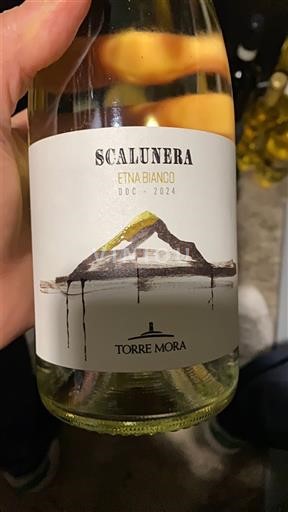 SCALUNERA
ETNA BIANCO
DOC - 2024
TORRE MORA